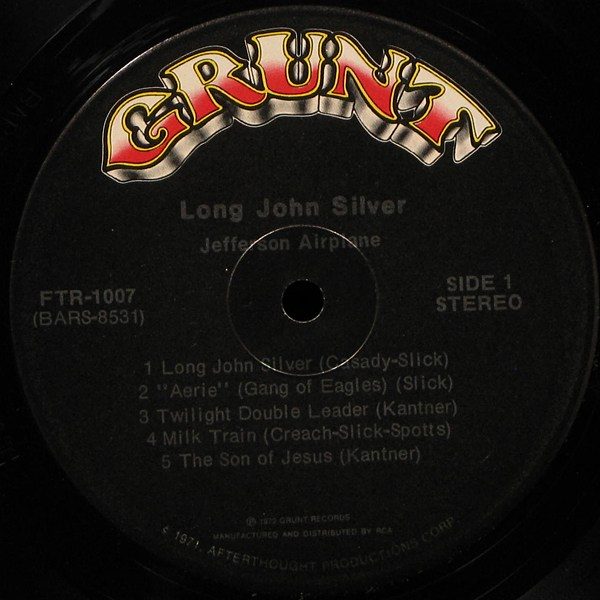 GRUNT
Long John Silver
Jefferson Airplane
FTR-1007
(BARS-8531)
SIDE 1
STEREO
1 Long John Silver (Casady-Slick)
2 "Aerie" (Gang of Eagles) (Slick)
3 Twilight Double Leader (Kantner)
4 Milk Train (Creach-Slick-Spotts)
5 The Son of Jesus (Kantner)
℗ 1972 GRUNT RECORDS
MANUFACTURED AND DISTRIBUTED BY RCA
© 1971, AFTERTHOUGHT PRODUCTIONS CORP